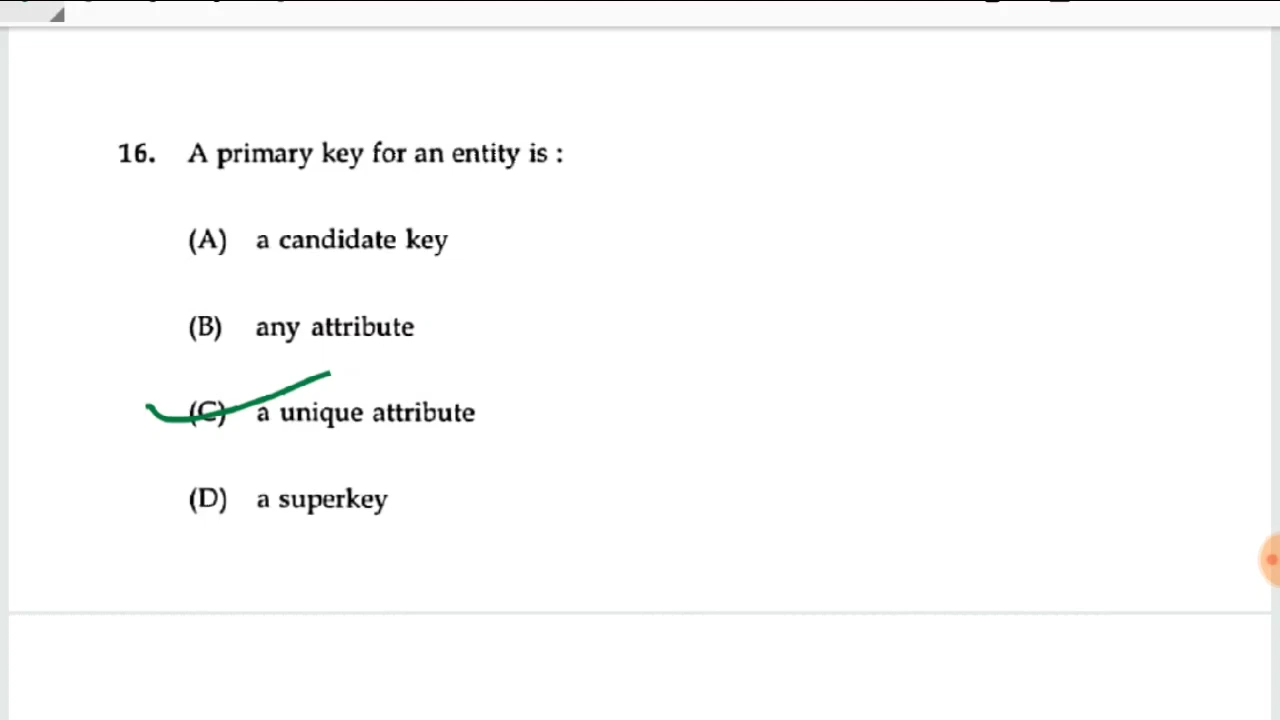 16. A primary key for an entity is :
(A) a candidate key
(B) any attribute
(C) a unique attribute
(D) a superkey